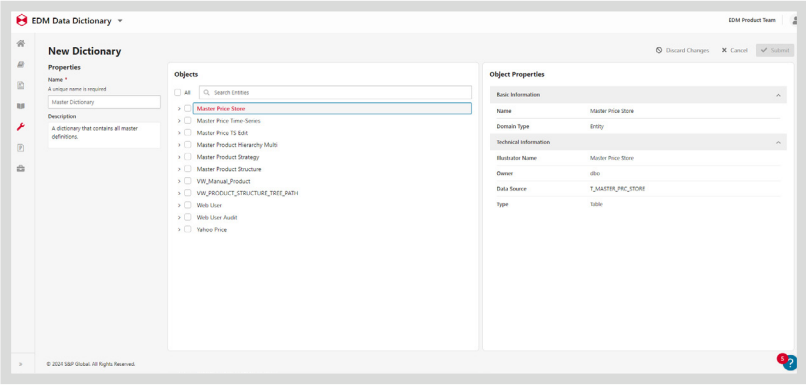 EDM Data Dictionary
EDM Product Team
New Dictionary
Discard Changes
Cancel
Submit
Properties
Name *
A unique name is required
Master Dictionary
Description
A dictionary that contains all master
definitions.
Objects
All
Search Entities
Master Price Store
Master Price Time-Series
Master Price TS Edit
Master Product Hierarchy Multi
Master Product Strategy
Master Product Structure
VW_Manual_Product
VW_PRODUCT_STRUCTURE_TREE_PATH
Web User
Web User Audit
Yahoo Price
Object Properties
Basic Information
Name Master Price Store
Domain Type Entity
Technical Information
Illustrator Name Master Price Store
Owner dbo
Data Source T_MASTER_PRC_STORE
Type Table
© 2024 S&P Global. All Rights Reserved.
5
?